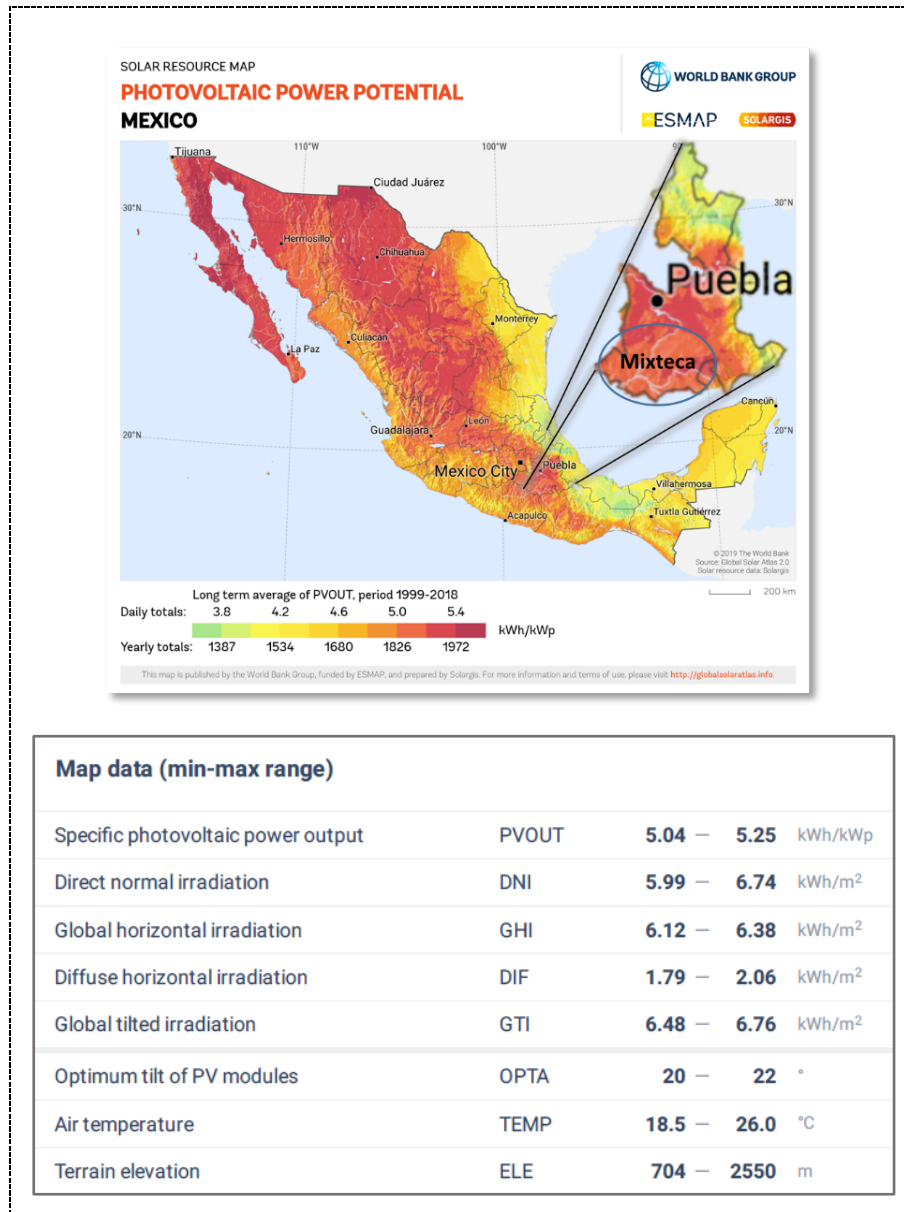 SOLAR RESOURCE MAP
PHOTOVOLTAIC POWER POTENTIAL
MEXICO
WORLD BANK GROUP
ESMAP
SOLARGIS
110°W
100°W
30°N
30°N
20°N
20°N
Tijuana
Ciudad Juárez
Hermosillo
Chihuahua
Monterrey
Culiacán
La Paz
León
Guadalajara
Mexico City
Puebla
Acapulco
Villahermosa
Tuxtla Gutiérrez
Cancún
Puebla
Mixteca
© 2019 The World Bank
Source: Global Solar Atlas 2.0
Solar resource data: Solargis
200 km
Long term average of PVOUT, period 1999-2018
Daily totals: 3.8 4.2 4.6 5.0 5.4
kWh/kWp
Yearly totals: 1387 1534 1680 1826 1972
This map is published by the World Bank Group, funded by ESMAP, and prepared by Solargis. For more information and terms of use, please visit http://globalsolaratlas.info.
Map data (min-max range)
Specific photovoltaic power output PVOUT 5.04 — 5.25 kWh/kWp
Direct normal irradiation DNI 5.99 — 6.74 kWh/m²
Global horizontal irradiation GHI 6.12 — 6.38 kWh/m²
Diffuse horizontal irradiation DIF 1.79 — 2.06 kWh/m²
Global tilted irradiation GTI 6.48 — 6.76 kWh/m²
Optimum tilt of PV modules OPTA 20 — 22 °
Air temperature TEMP 18.5 — 26.0 °C
Terrain elevation ELE 704 — 2550 m